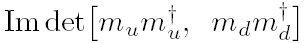 Im det[m_u m_u^†, m_d m_d^†]